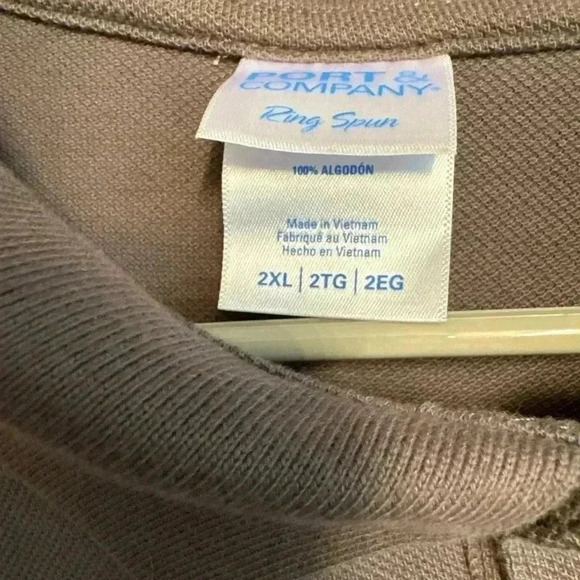 PORT &
COMPANY®
Ring Spun
100% ALGODÓN
Made in Vietnam
Fabriqué au Vietnam
Hecho en Vietnam
2XL | 2TG | 2EG